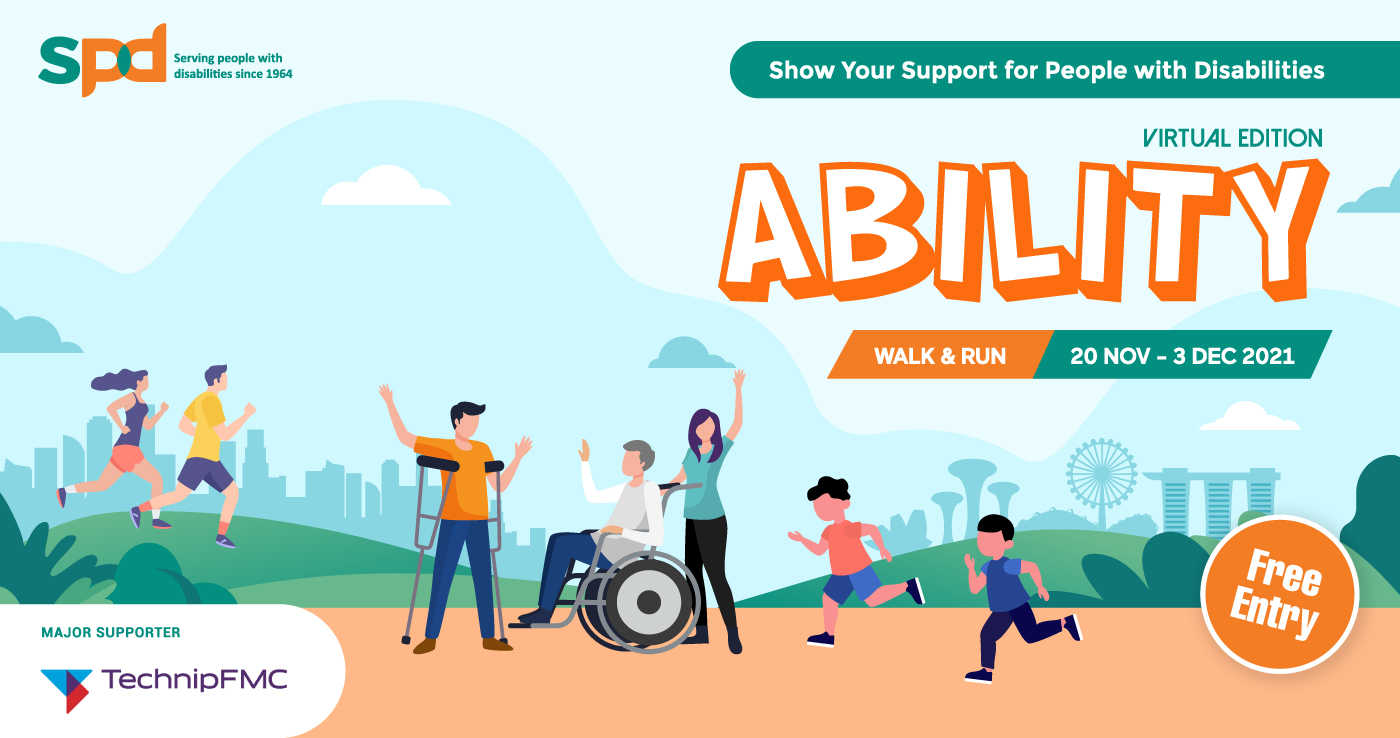 spd
Serving people with
disabilities since 1964
Show Your Support for People with Disabilities
VIRTUAL EDITION
ABILITY
WALK & RUN
20 NOV – 3 DEC 2021
Free
Entry
MAJOR SUPPORTER
TechnipFMC